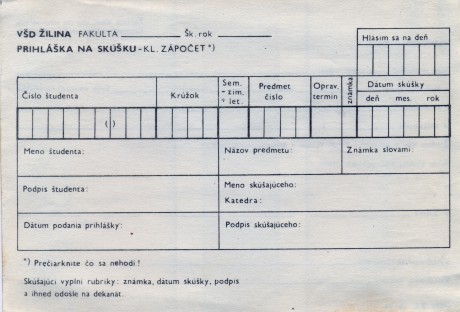 VŠD ŽILINA FAKULTA Šk. rok
PRIHLÁŠKA NA SKÚŠKU - KL. ZÁPOČET *)
Hlásim sa na deň
Číslo študenta
Krúžok
Sem.
- zim.
+ let.
Predmet
číslo
Oprav.
termín
známka
Dátum skúšky
deň mes. rok
( )
Meno študenta:
Názov predmetu:
Známka slovami:
Podpis študenta:
Meno skúšajúceho:
Katedra:
Dátum podania prihlášky:
Podpis skúšajúceho:
*) Prečiarknite čo sa nehodí!
Skúšajúci vyplní rubriky: známka, dátum skúšky, podpis
a ihneď odošle na dekanát.